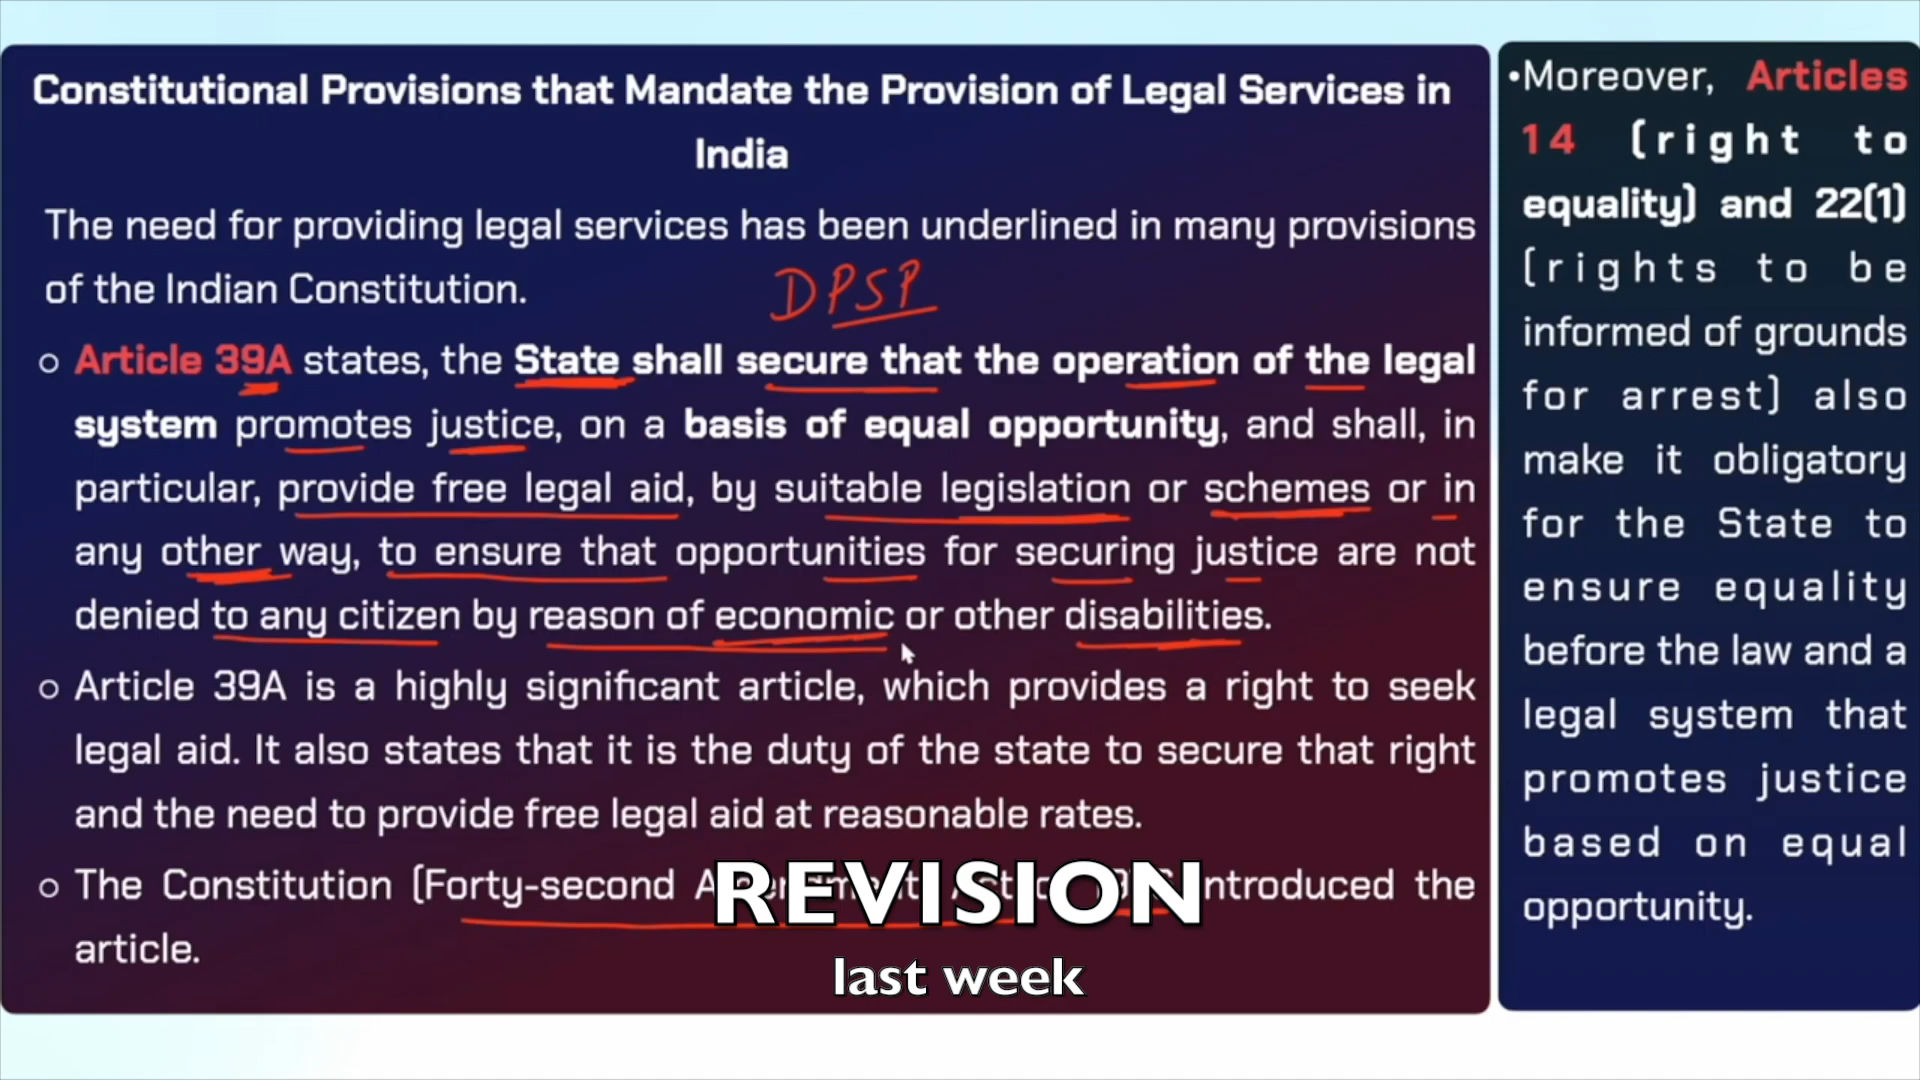 Constitutional Provisions that Mandate the Provision of Legal Services in
India
The need for providing legal services has been underlined in many provisions
of the Indian Constitution.
DPSP
○ Article 39A states, the State shall secure that the operation of the legal
system promotes justice, on a basis of equal opportunity, and shall, in
particular, provide free legal aid, by suitable legislation or schemes or in
any other way, to ensure that opportunities for securing justice are not
denied to any citizen by reason of economic or other disabilities.
○ Article 39A is a highly significant article, which provides a right to seek
legal aid. It also states that it is the duty of the state to secure that right
and the need to provide free legal aid at reasonable rates.
○ The Constitution (Forty-second introduced the
article.
REVISION
last week
•Moreover, Articles
14 (right to
equality) and 22(1)
(rights to be
informed of grounds
for arrest) also
make it obligatory
for the State to
ensure equality
before the law and a
legal system that
promotes justice
based on equal
opportunity.